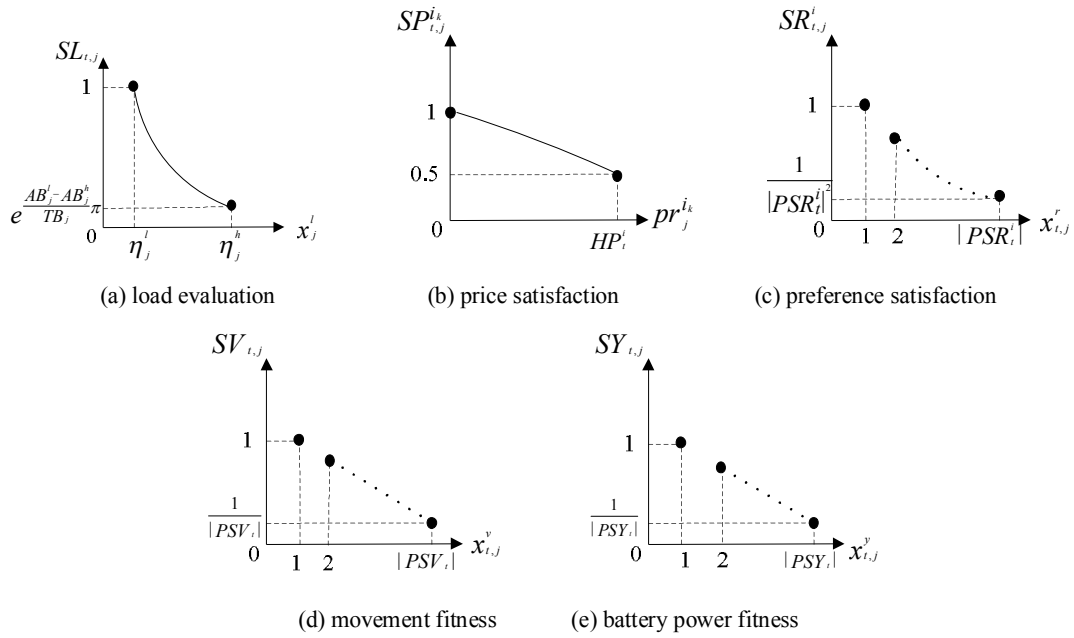 SL_{t,j}
1
e^{\frac{AB_j^l - AB_j^h}{TB_j}\pi}
0
η_j^l
η_j^h
x_j^l
(a) load evaluation
SP_{t,j}^{i_k}
1
0.5
0
HP_t^i
pr_j^{i_k}
(b) price satisfaction
SR_{t,j}^i
1
\frac{1}{|PSR_t^i|^2}
0
1
2
|PSR_t^i|
x_{t,j}^r
(c) preference satisfaction
SV_{t,j}
1
\frac{1}{|PSV_t|}
0
1
2
|PSV_t|
x_{t,j}^v
(d) movement fitness
SY_{t,j}
1
\frac{1}{|PSY_t|}
0
1
2
|PSY_t|
x_{t,j}^y
(e) battery power fitness